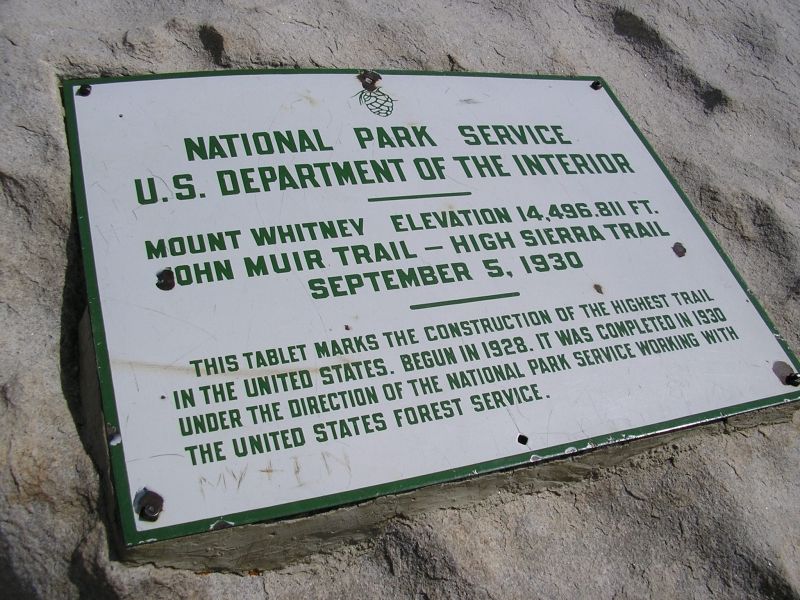 NATIONAL PARK SERVICE
U.S. DEPARTMENT OF THE INTERIOR
MOUNT WHITNEY ELEVATION 14,496.811 FT.
JOHN MUIR TRAIL – HIGH SIERRA TRAIL
SEPTEMBER 5, 1930
THIS TABLET MARKS THE CONSTRUCTION OF THE HIGHEST TRAIL
IN THE UNITED STATES. BEGUN IN 1928. IT WAS COMPLETED IN 1930
UNDER THE DIRECTION OF THE NATIONAL PARK SERVICE WORKING WITH
THE UNITED STATES FOREST SERVICE.